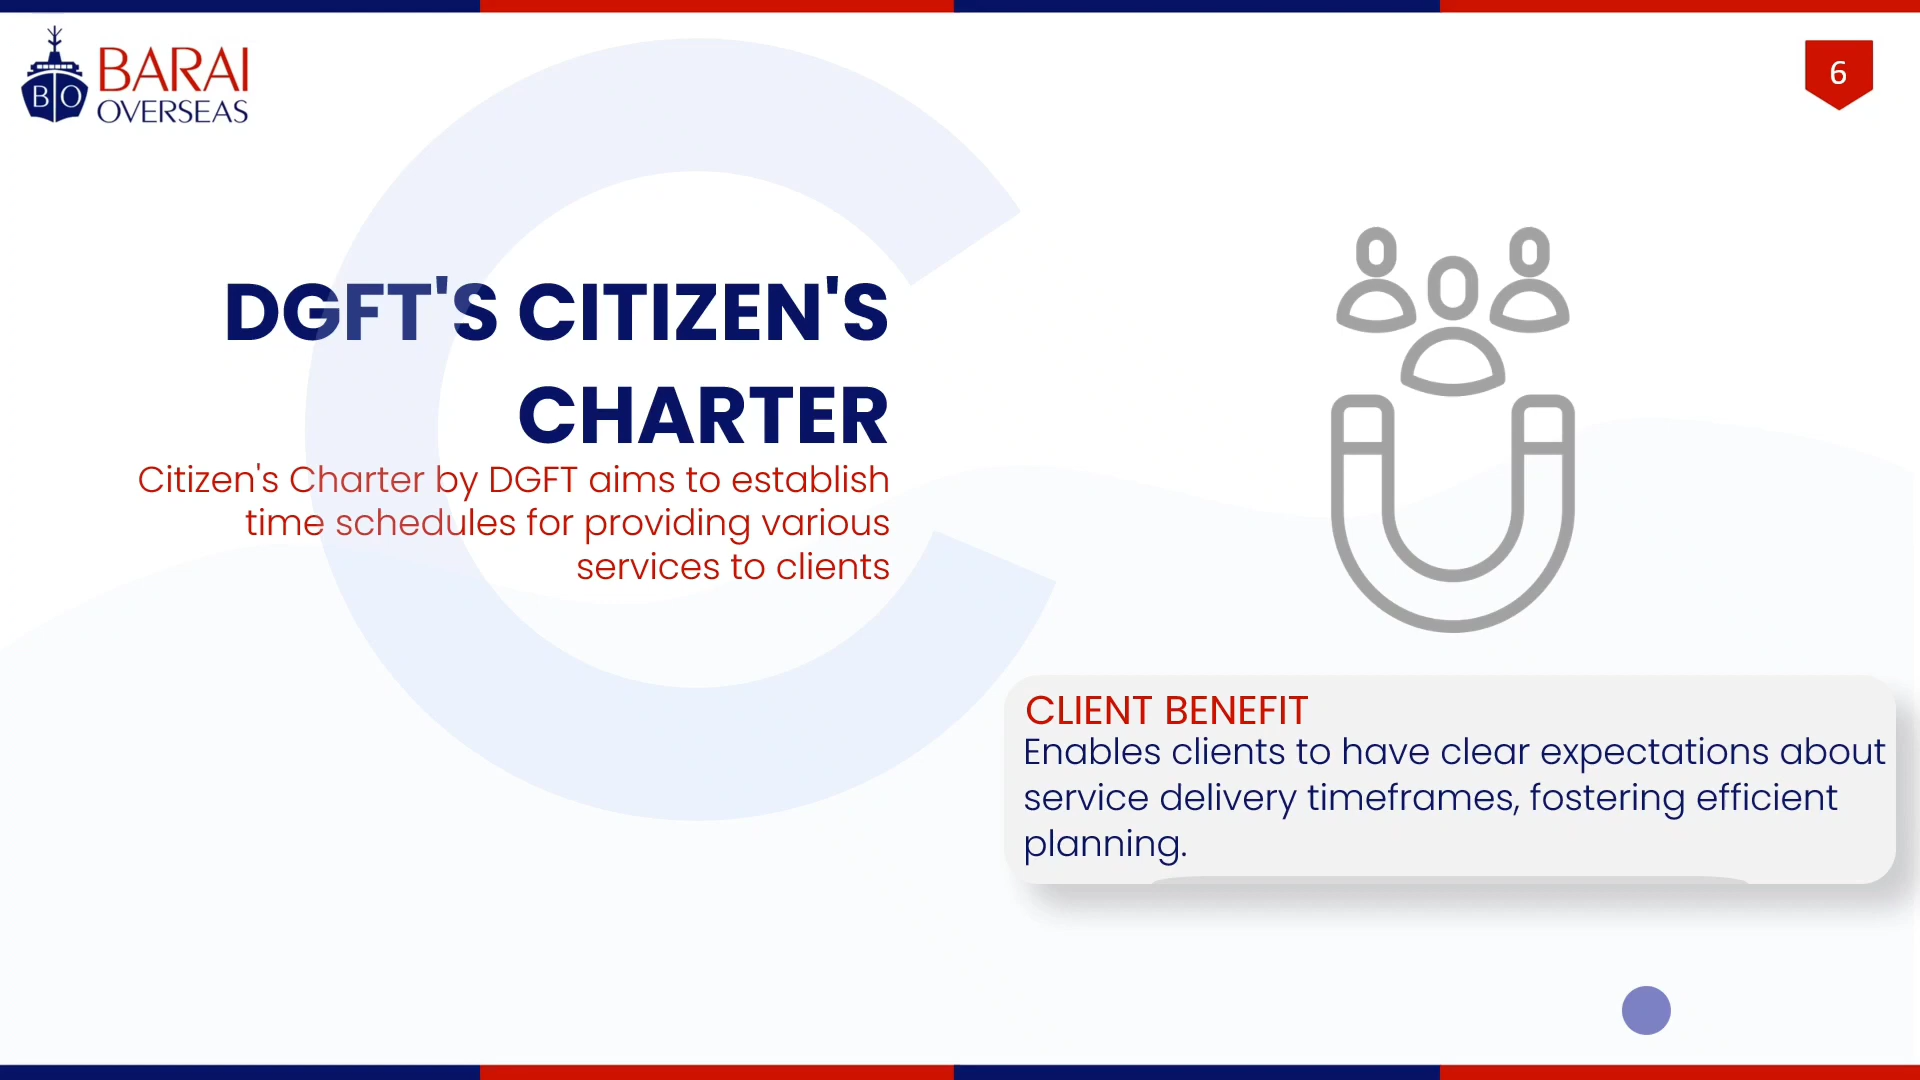 BO BARAI
OVERSEAS
6
DGFT'S CITIZEN'S
CHARTER
Citizen's Charter by DGFT aims to establish
time schedules for providing various
services to clients
CLIENT BENEFIT
Enables clients to have clear expectations about
service delivery timeframes, fostering efficient
planning.